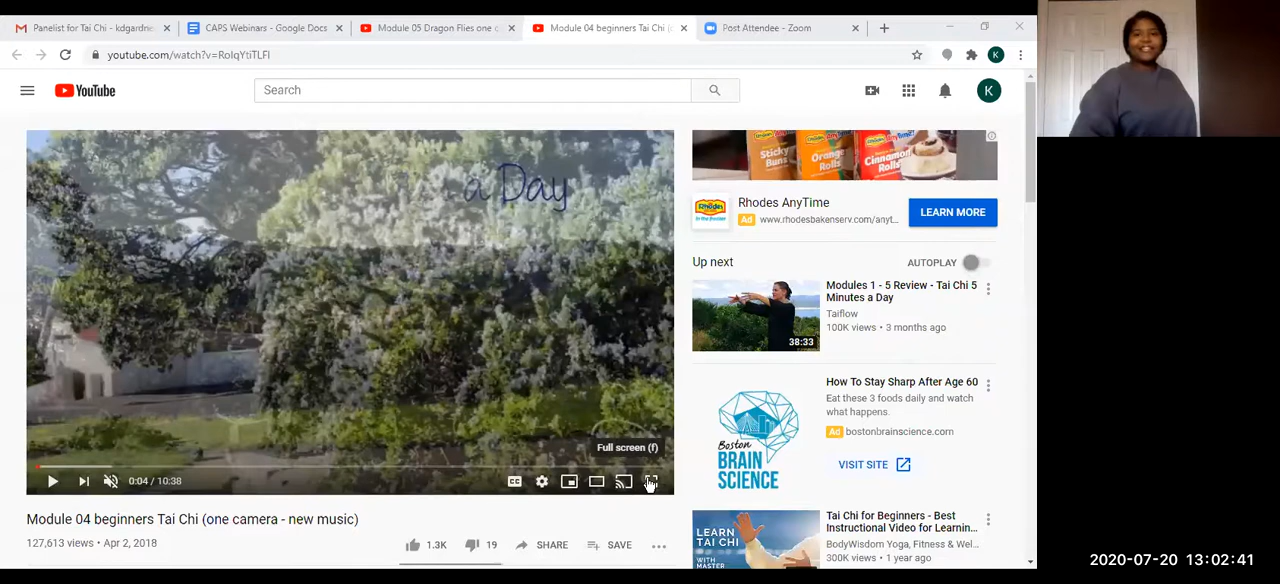 Panelist for Tai Chi - kdgardne
CAPS Webinars - Google Docs
Module 05 Dragon Flies one c
Module 04 beginners Tai Chi (o
Post Attendee - Zoom
youtube.com/watch?v=RoIqYtiTLFI
K
YouTube
Search
K
a Day
Sticky Buns
Orange Rolls
Cinnamon Rolls
Rhodes
Rhodes AnyTime
Ad www.rhodesbakenserv.com/anyt...
LEARN MORE
Up next
AUTOPLAY
Modules 1 - 5 Review - Tai Chi 5
Minutes a Day
Taiflow
100K views • 3 months ago
38:33
How To Stay Sharp After Age 60
Eat these 3 foods daily and watch
what happens.
Ad bostonbrainscience.com
Boston
BRAIN
SCIENCE
VISIT SITE
Full screen (f)
CC
0:04 / 10:38
Module 04 beginners Tai Chi (one camera - new music)
127,613 views • Apr 2, 2018
1.3K
19
SHARE
SAVE
LEARN
TAI CHI
WITH
MASTER
Tai Chi for Beginners - Best
Instructional Video for Learnin...
BodyWisdom Yoga, Fitness & Wel...
300K views • 1 year ago
2020-07-20 13:02:41